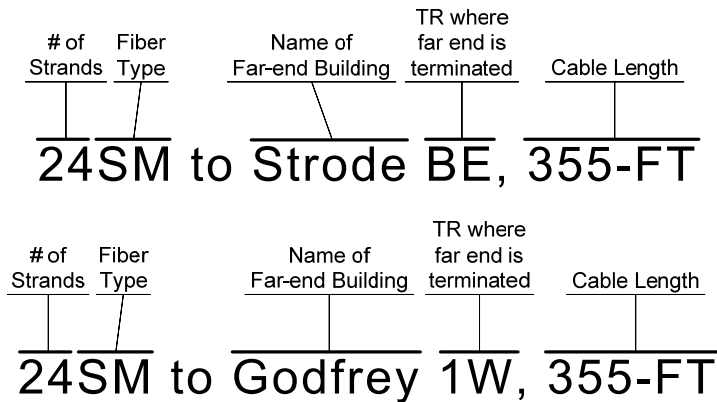 TR where
# of Fiber Name of far end is
Strands Type Far-end Building terminated Cable Length
24SM to Strode BE, 355-FT
TR where
# of Fiber Name of far end is
Strands Type Far-end Building terminated Cable Length
24SM to Godfrey 1W, 355-FT